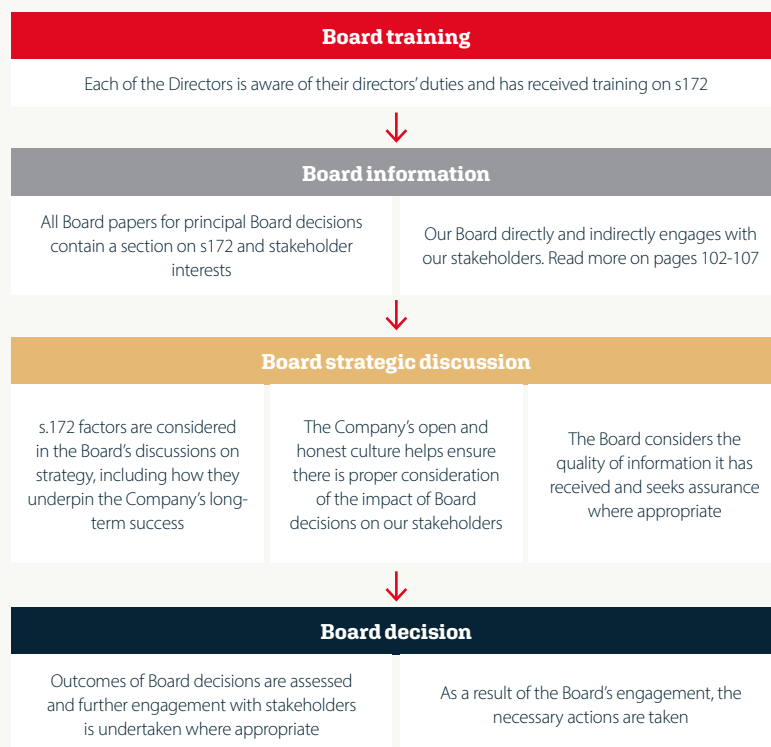 Board training
Each of the Directors is aware of their directors’ duties and has received training on s172
Board information
All Board papers for principal Board decisions
contain a section on s172 and stakeholder
interests
Our Board directly and indirectly engages with
our stakeholders. Read more on pages 102-107
Board strategic discussion
s.172 factors are considered
in the Board’s discussions on
strategy, including how they
underpin the Company’s long-
term success
The Company’s open and
honest culture helps ensure
there is proper consideration
of the impact of Board
decisions on our stakeholders
The Board considers the
quality of information it has
received and seeks assurance
where appropriate
Board decision
Outcomes of Board decisions are assessed
and further engagement with stakeholders
is undertaken where appropriate
As a result of the Board’s engagement, the
necessary actions are taken